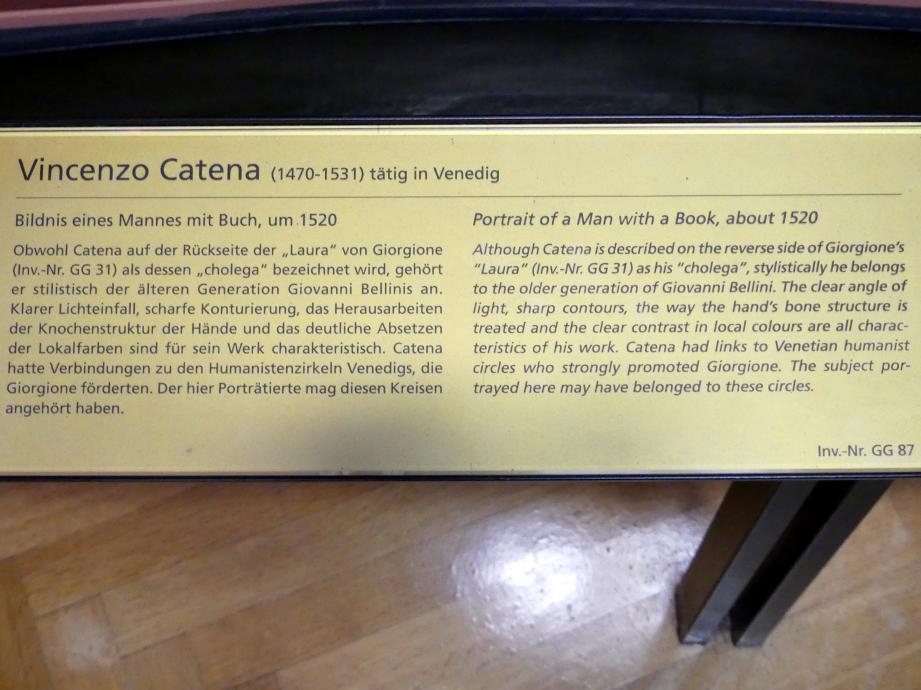 Vincenzo Catena (1470-1531) tätig in Venedig
Bildnis eines Mannes mit Buch, um 1520
Obwohl Catena auf der Rückseite der „Laura“ von Giorgione
(Inv.-Nr. GG 31) als dessen „cholega“ bezeichnet wird, gehört
er stilistisch der älteren Generation Giovanni Bellinis an.
Klarer Lichteinfall, scharfe Konturierung, das Herausarbeiten
der Knochenstruktur der Hände und das deutliche Absetzen
der Lokalfarben sind für sein Werk charakteristisch. Catena
hatte Verbindungen zu den Humanistenzirkeln Venedigs, die
Giorgione förderten. Der hier Porträtierte mag diesen Kreisen
angehört haben.
Portrait of a Man with a Book, about 1520
Although Catena is described on the reverse side of Giorgione’s
“Laura” (Inv.-Nr. GG 31) as his “cholega”, stylistically he belongs
to the older generation of Giovanni Bellini. The clear angle of
light, sharp contours, the way the hand’s bone structure is
treated and the clear contrast in local colours are all charac-
teristics of his work. Catena had links to Venetian humanist
circles who strongly promoted Giorgione. The subject por-
trayed here may have belonged to these circles.
Inv.-Nr. GG 87